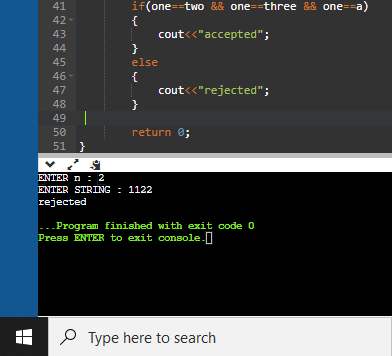 41 if(one==two && one==three && one==a)
42 {
43 cout<<"accepted";
44 }
45 else
46 {
47 cout<<"rejected";
48 }
49
50 return 0;
51 }
ENTER n : 2
ENTER STRING : 1122
rejected
...Program finished with exit code 0
Press ENTER to exit console.
Type here to search